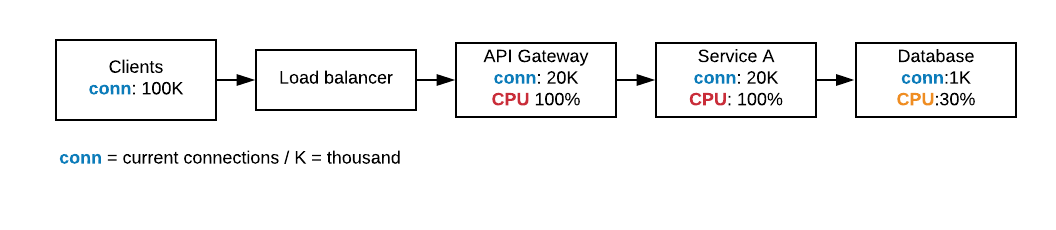 Clients
conn: 100K
Load balancer
API Gateway
conn: 20K
CPU 100%
Service A
conn: 20K
CPU: 100%
Database
conn:1K
CPU:30%
conn = current connections / K = thousand